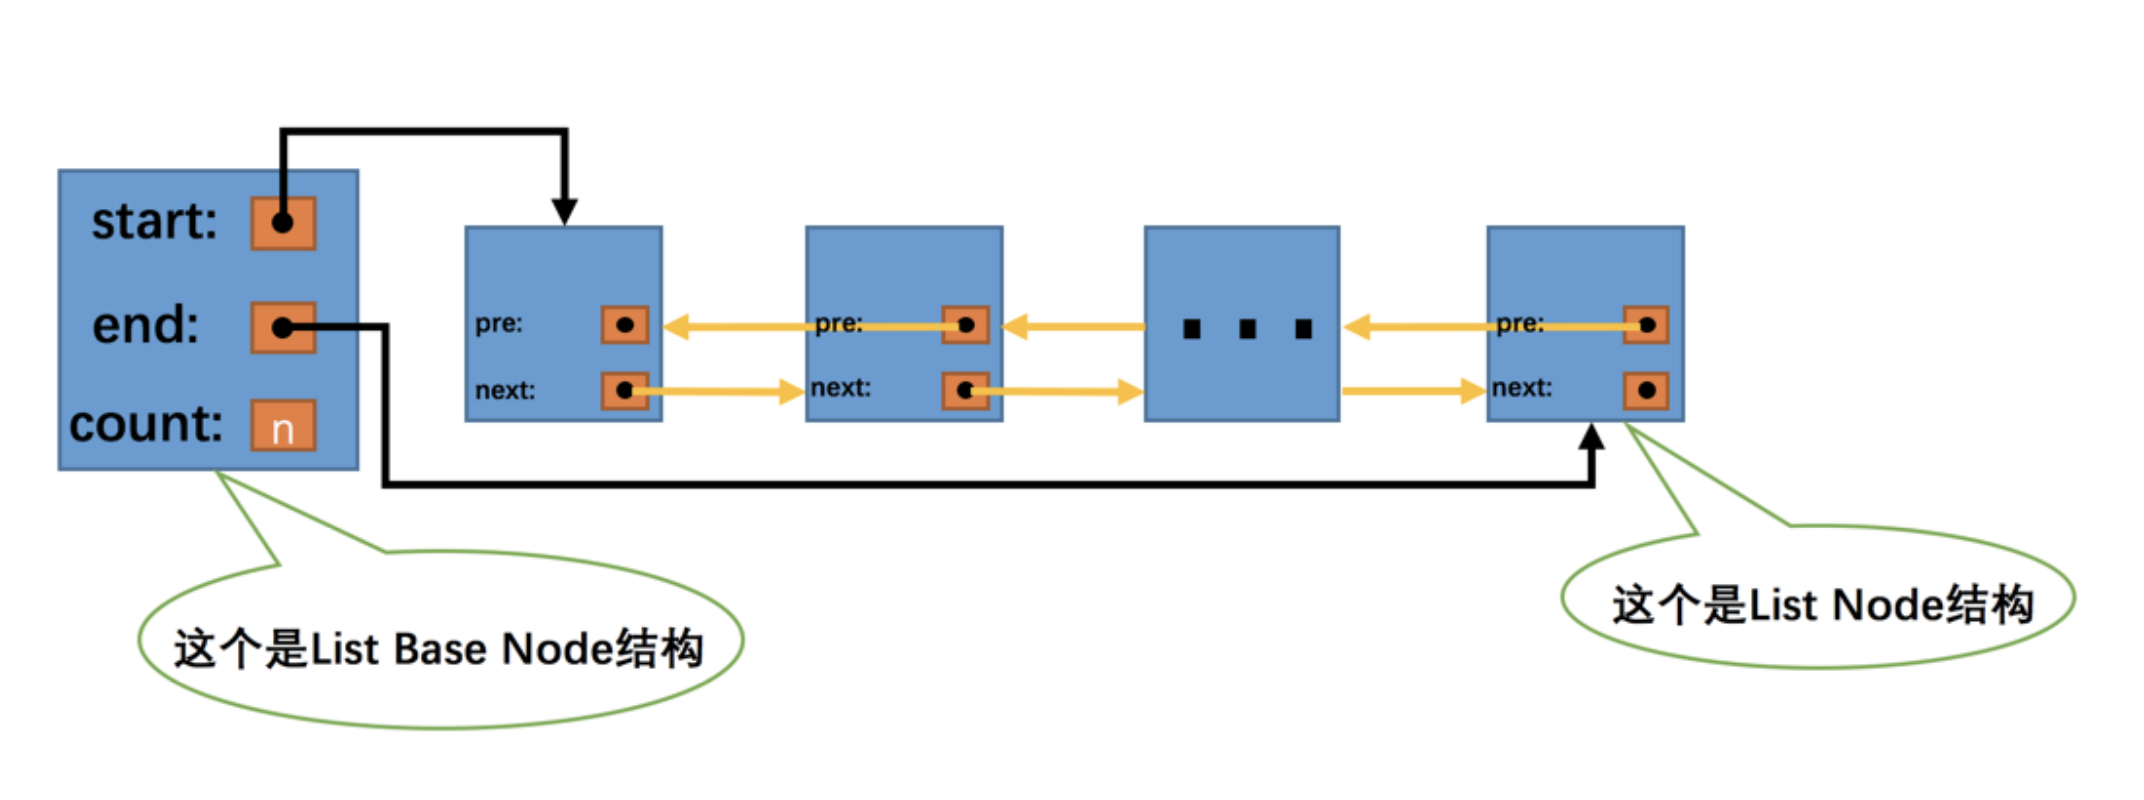 start:
end:
count: n
pre:
next:
pre:
next:
pre:
next:
这个是List Base Node结构
这个是List Node结构